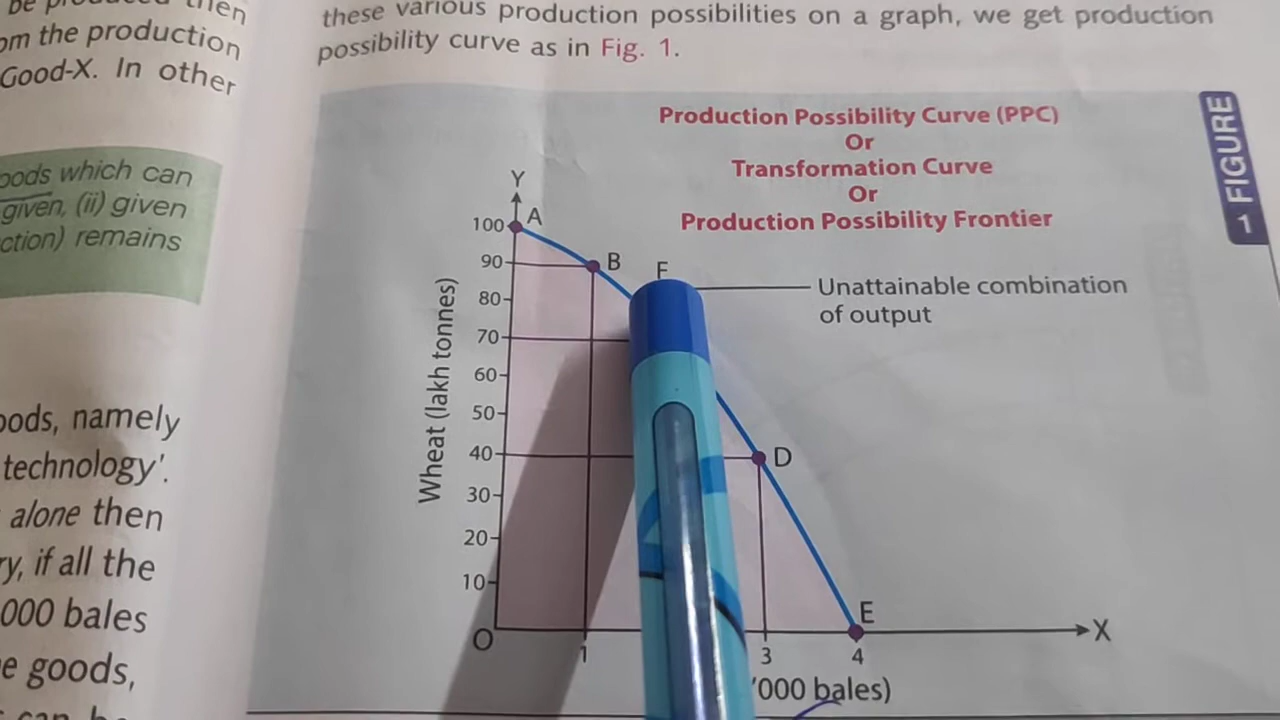 then
om the production
Good-X. In other
oods which can
given, (ii) given
ction) remains
oods, namely
technology'.
alone then
ry, if all the
000 bales
e goods,
these various production possibilities on a graph, we get production
possibility curve as in Fig. 1.
1 FIGURE
Production Possibility Curve (PPC)
Or
Transformation Curve
Or
Production Possibility Frontier
Y
100 A
90 B
F
80
Unattainable combination
of output
70
60
50
40 D
30
20
10
E
O
X
1 3 4
Wheat (lakh tonnes)
'000 bales)